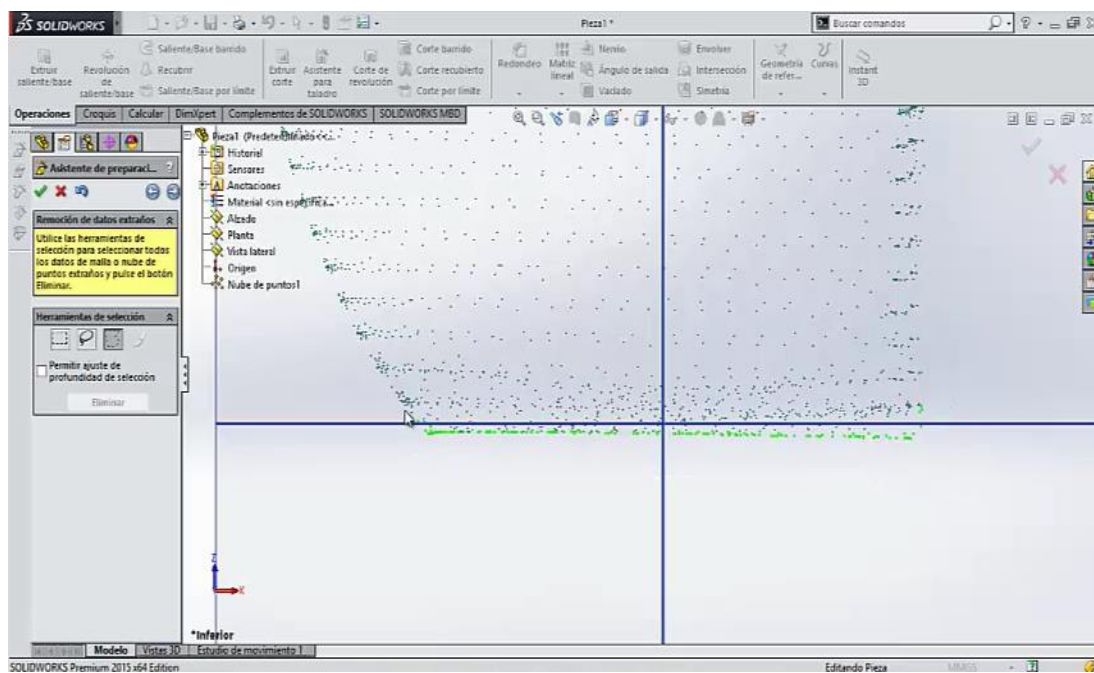 SOLIDWORKS
Pieza1 *
Buscar comandos
Extruir saliente/base
Revolución de saliente/base
Saliente/Base barrido
Recubrir
Saliente/Base por límite
Extruir corte
Asistente para taladro
Corte de revolución
Corte barrido
Corte recubierto
Corte por límite
Redondeo
Matriz lineal
Nervio
Ángulo de salida
Vaciado
Envolver
Intersección
Simetría
Geometría de refer...
Curvas
Instant 3D
Operaciones
Croquis
Calcular
DimXpert
Complementos de SOLIDWORKS
SOLIDWORKS MBD
Asistente de preparaci...
Remoción de datos extraños
Utilice las herramientas de
selección para seleccionar todos
los datos de malla o nube de
puntos extraños y pulse el botón
Eliminar.
Herramientas de selección
Permitir ajuste de
profundidad de selección
Eliminar
Pieza1
Historial
Sensores
Anotaciones
Material <sin especifica...
Alzado
Planta
Vista lateral
Origen
Nube de puntos1
Z
X
*Inferior
Modelo
Vistas 3D
Estudio de movimiento 1
SOLIDWORKS Premium 2015 x64 Edition
Editando Pieza
MMGS